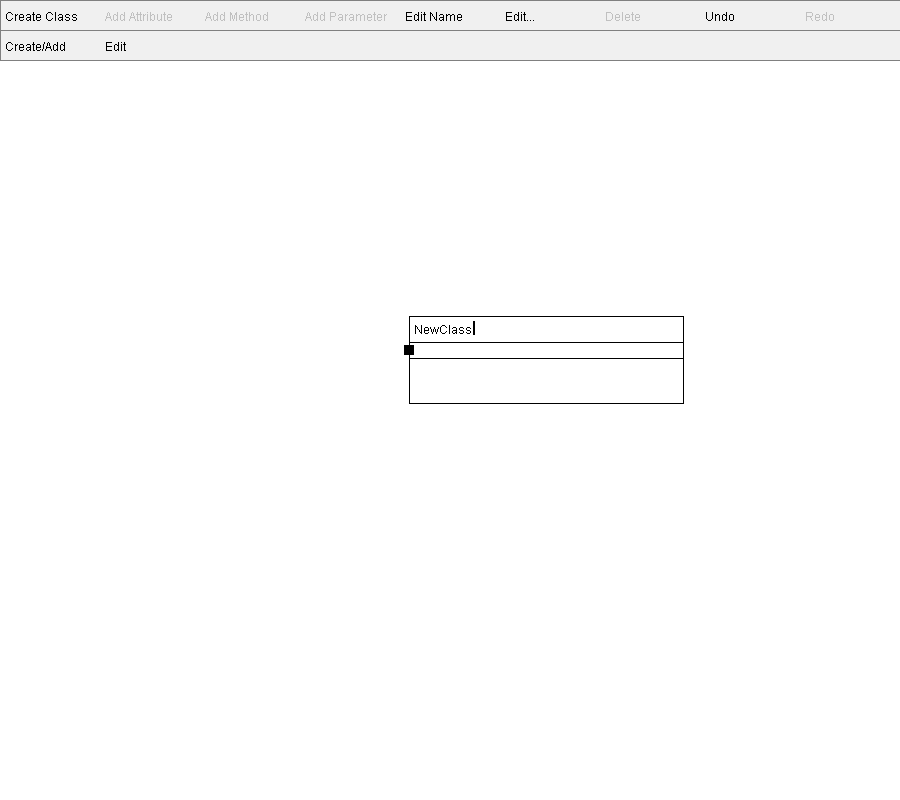 Create Class Add Attribute Add Method Add Parameter Edit Name Edit... Delete Undo Redo
Create/Add Edit
NewClass